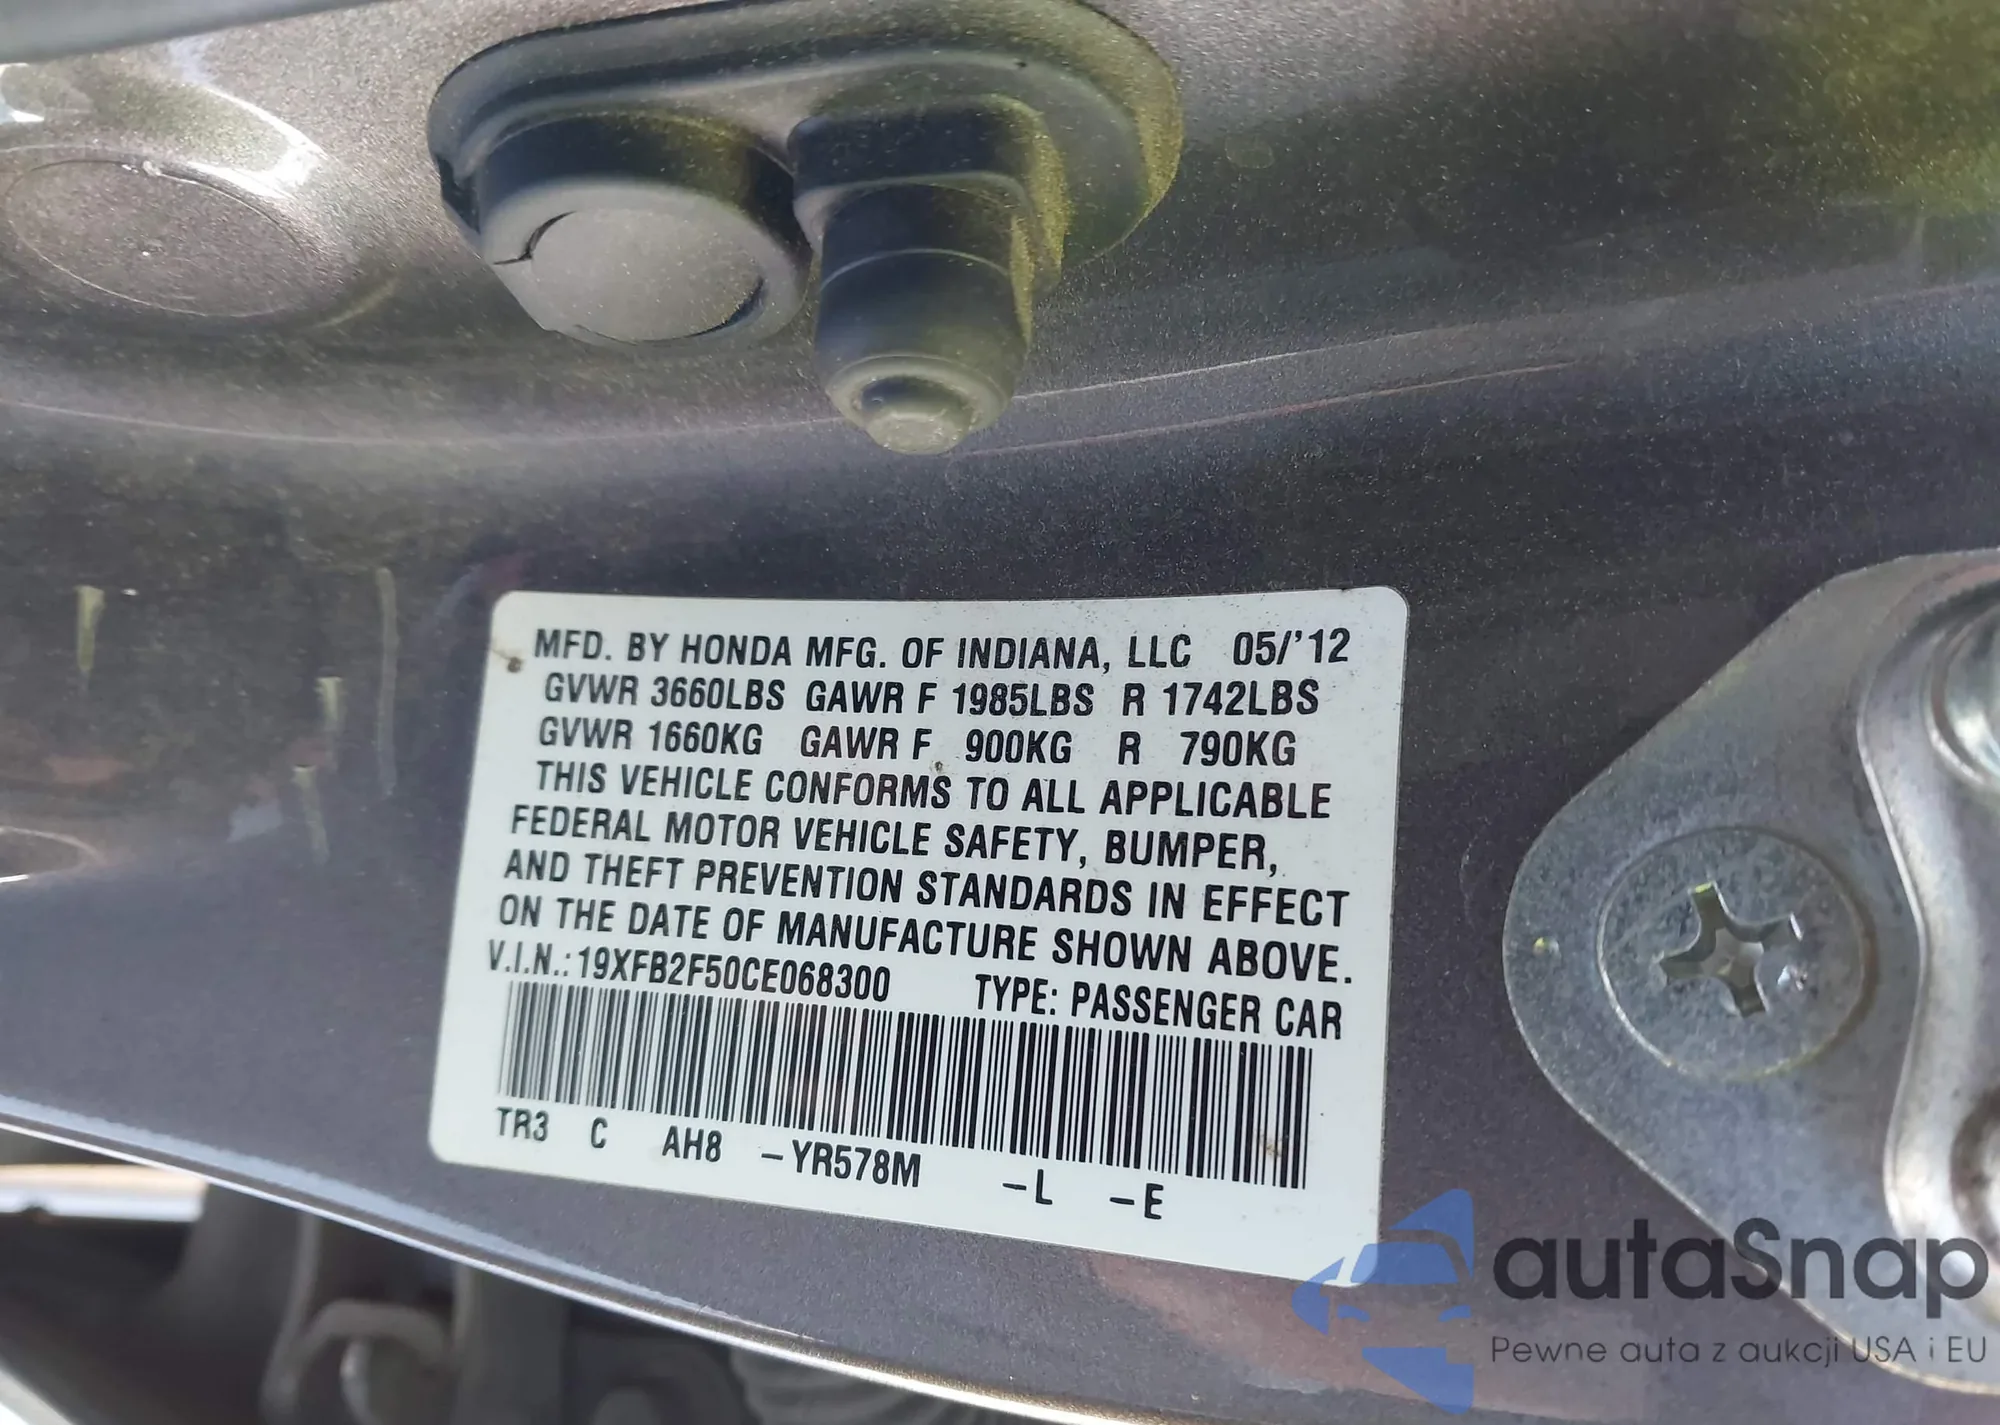 MFD. BY HONDA MFG. OF INDIANA, LLC 05/'12
GVWR 3660LBS GAWR F 1985LBS R 1742LBS
GVWR 1660KG GAWR F 900KG R 790KG
THIS VEHICLE CONFORMS TO ALL APPLICABLE
FEDERAL MOTOR VEHICLE SAFETY, BUMPER,
AND THEFT PREVENTION STANDARDS IN EFFECT
ON THE DATE OF MANUFACTURE SHOWN ABOVE.
V.I.N.: 19XFB2F50CE068300 TYPE: PASSENGER CAR
TR3 C AH8 -YR578M -L -E
autaSnap
Pewne auta z aukcji USA i EU